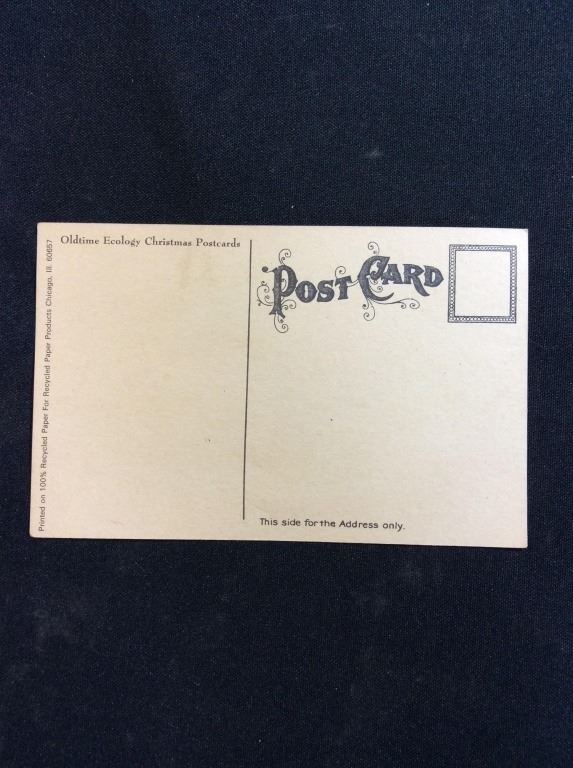 Oldtime Ecology Christmas Postcards
POST CARD
This side for the Address only.
Printed on 100% Recycled Paper For Recycled Paper Products Chicago, Ill. 60657